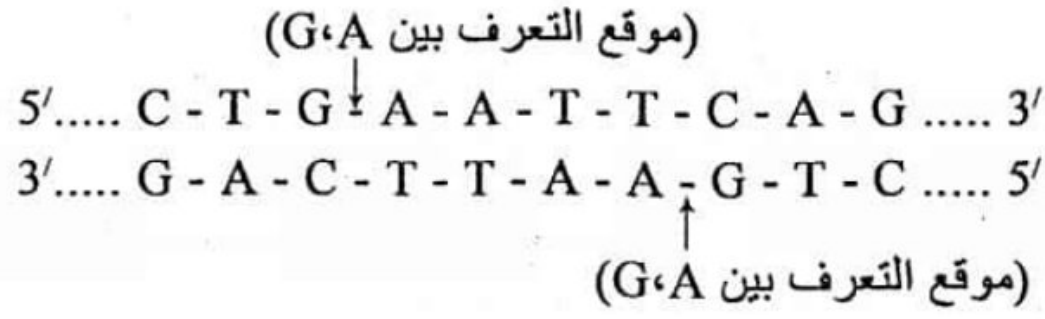 (موقع التعرف بين G،A)
5/..... C - T - G - A - A - T - T - C - A - G ..... 3/
3/..... G - A - C - T - T - A - A - G - T - C ..... 5/
(موقع التعرف بين G،A)